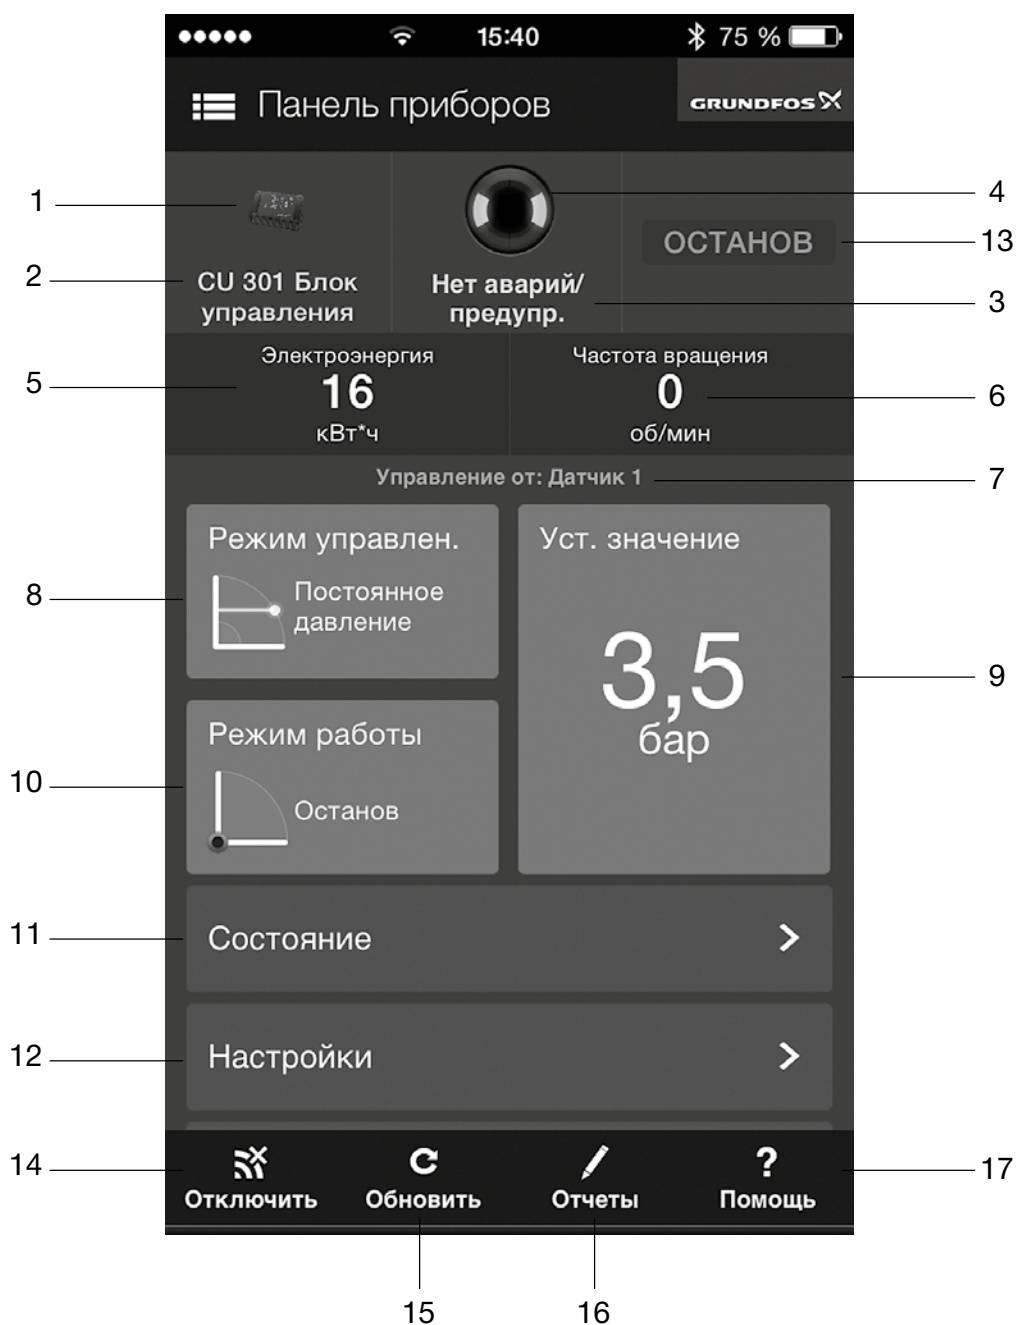 15:40 75 %
Панель приборов GRUNDFOS
1
4
ОСТАНОВ 13
2 CU 301 Блок
управления
Нет аварий/
предупр. 3
Электроэнергия
5 16
кВт*ч
Частота вращения
0 6
об/мин
Управление от: Датчик 1 7
Режим управлен.
8 Постоянное
давление
Уст. значение
3,5 9
бар
Режим работы
10 Останов
11 Состояние
12 Настройки
14 Отключить
Обновить
Отчеты
Помощь 17
15 16